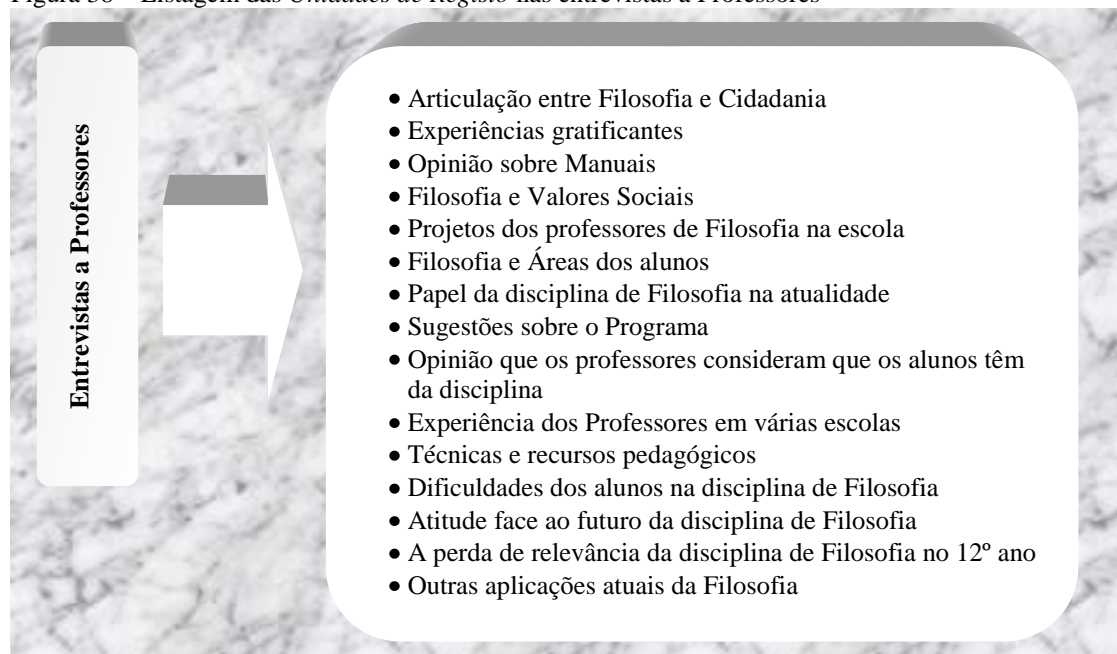 Figura 38 – Listagem das Unidades de Registo nas entrevistas a Professores
Entrevistas a Professores
• Articulação entre Filosofia e Cidadania
• Experiências gratificantes
• Opinião sobre Manuais
• Filosofia e Valores Sociais
• Projetos dos professores de Filosofia na escola
• Filosofia e Áreas dos alunos
• Papel da disciplina de Filosofia na atualidade
• Sugestões sobre o Programa
• Opinião que os professores consideram que os alunos têm
da disciplina
• Experiência dos Professores em várias escolas
• Técnicas e recursos pedagógicos
• Dificuldades dos alunos na disciplina de Filosofia
• Atitude face ao futuro da disciplina de Filosofia
• A perda de relevância da disciplina de Filosofia no 12º ano
• Outras aplicações atuais da Filosofia